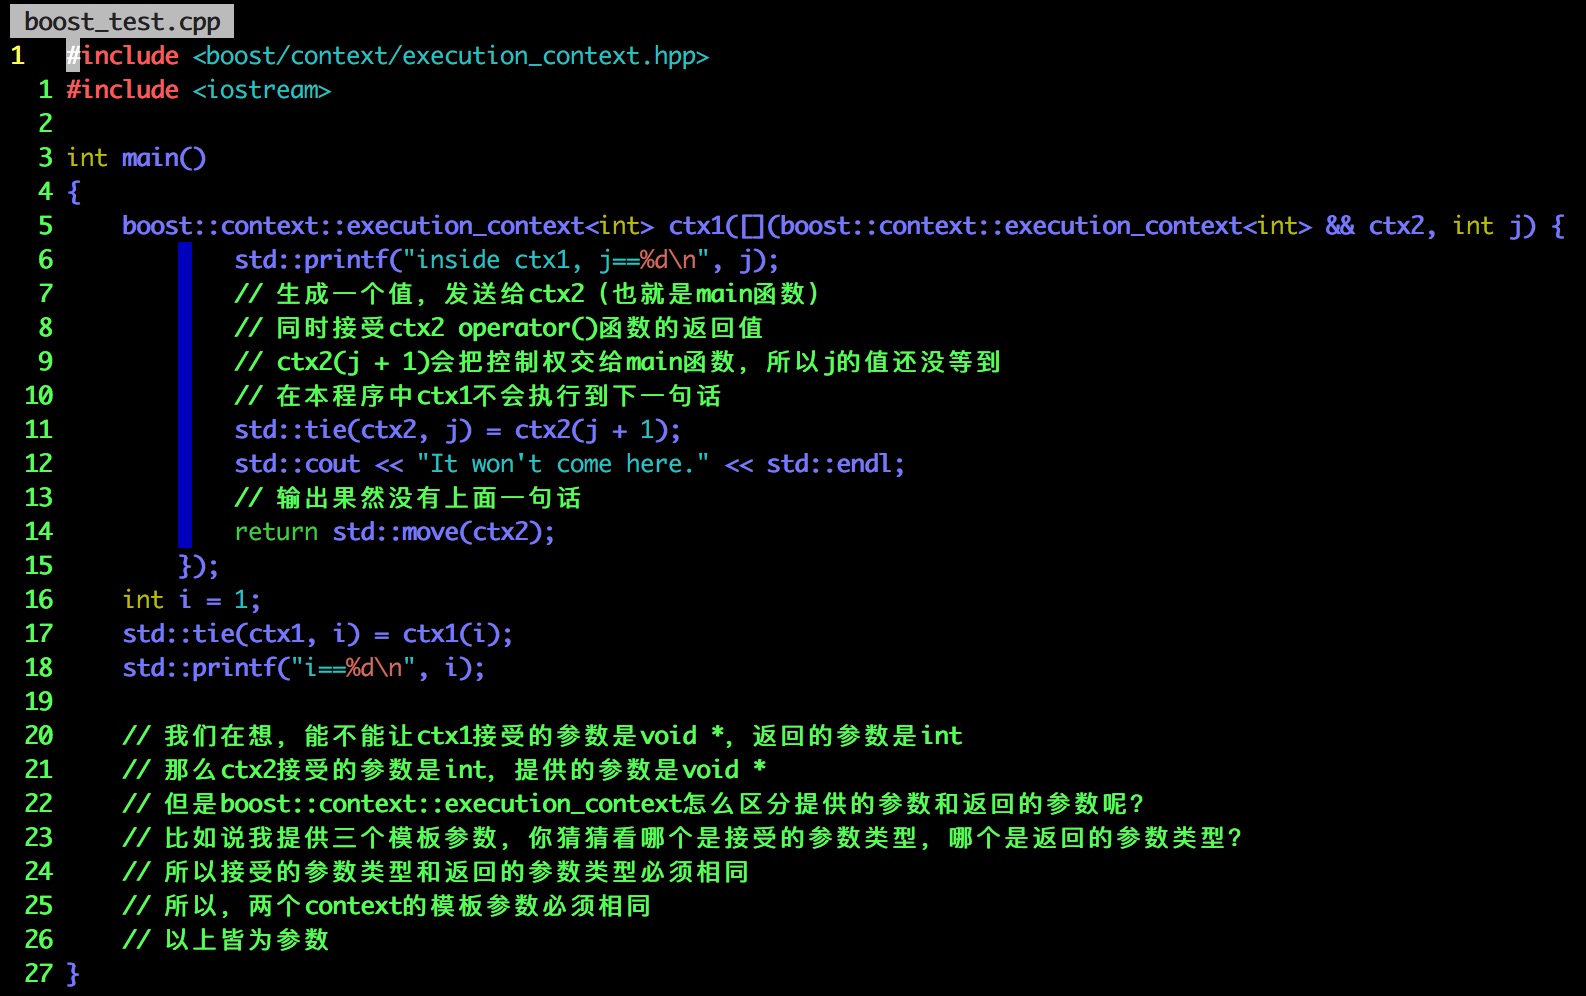 boost_test.cpp
1   #include <boost/context/execution_context.hpp>
  1 #include <iostream>
  2
  3 int main()
  4 {
  5     boost::context::execution_context<int> ctx1([](boost::context::execution_context<int> && ctx2, int j) {
  6             std::printf("inside ctx1, j==%d\n", j);
  7             // 生成一个值，发送给ctx2（也就是main函数）
  8             // 同时接受ctx2 operator()函数的返回值
  9             // ctx2(j + 1)会把控制权交给main函数，所以j的值还没等到
 10             // 在本程序中ctx1不会执行到下一句话
 11             std::tie(ctx2, j) = ctx2(j + 1);
 12             std::cout << "It won't come here." << std::endl;
 13             // 输出果然没有上面一句话
 14             return std::move(ctx2);
 15         });
 16     int i = 1;
 17     std::tie(ctx1, i) = ctx1(i);
 18     std::printf("i==%d\n", i);
 19
 20     // 我们在想，能不能让ctx1接受的参数是void *，返回的参数是int
 21     // 那么ctx2接受的参数是int，提供的参数是void *
 22     // 但是boost::context::execution_context怎么区分提供的参数和返回的参数呢？
 23     // 比如说我提供三个模板参数，你猜猜看哪个是接受的参数类型，哪个是返回的参数类型？
 24     // 所以接受的参数类型和返回的参数类型必须相同
 25     // 所以，两个context的模板参数必须相同
 26     // 以上皆为参数
 27 }